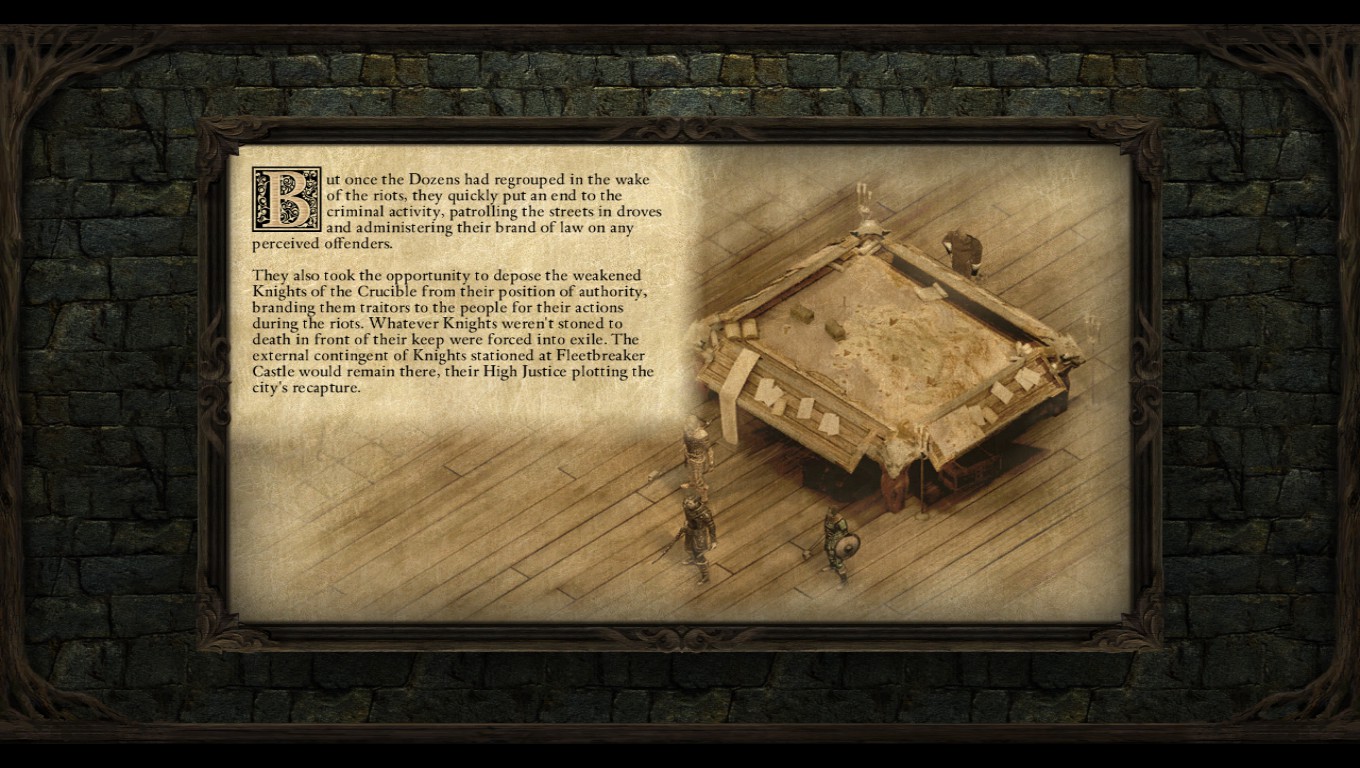 But once the Dozens had regrouped in the wake
of the riots, they quickly put an end to the
criminal activity, patrolling the streets in droves
and administering their brand of law on any
perceived offenders.
They also took the opportunity to depose the weakened
Knights of the Crucible from their position of authority,
branding them traitors to the people for their actions
during the riots. Whatever Knights weren't stoned to
death in front of their keep were forced into exile. The
external contingent of Knights stationed at Fleetbreaker
Castle would remain there, their High Justice plotting the
city's recapture.